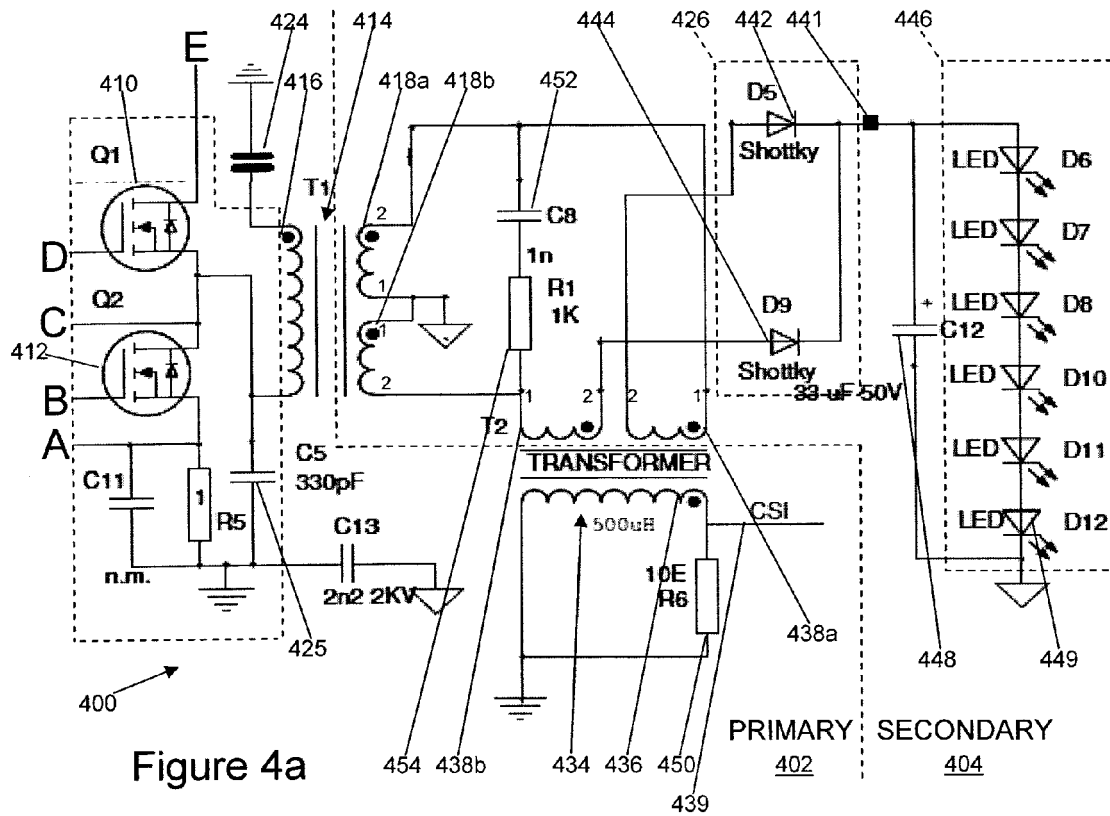 424 414 444 426 442 441 446
E
410 416 418a 418b 452
D5
Q1
Shottky
LED D6
T1
2
C8
LED D7
1n
D
1
R1
1K
D9
LED D8
Q2
C
1
+
C12
412
Shottky
LED D10
B
2
1 2 2 1
33 uF 50V
T2
A
LED D11
C5
330pF
TRANSFORMER
C11
1
R5
500uH
CSI
LED D12
C13
n.m.
2n2 2KV
10E
R6
425
438a
448 449
400
PRIMARY SECONDARY
Figure 4a
454 438b 434 436 450 402 404
439